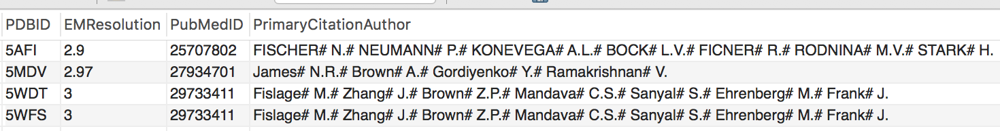 PDBID EMResolution PubMedID PrimaryCitationAuthor
5AFI 2.9 25707802 FISCHER# N.# NEUMANN# P.# KONEVEGA# A.L.# BOCK# L.V.# FICNER# R.# RODNINA# M.V.# STARK# H.
5MDV 2.97 27934701 James# N.R.# Brown# A.# Gordiyenko# Y.# Ramakrishnan# V.
5WDT 3 29733411 Fislage# M.# Zhang# J.# Brown# Z.P.# Mandava# C.S.# Sanyal# S.# Ehrenberg# M.# Frank# J.
5WFS 3 29733411 Fislage# M.# Zhang# J.# Brown# Z.P.# Mandava# C.S.# Sanyal# S.# Ehrenberg# M.# Frank# J.